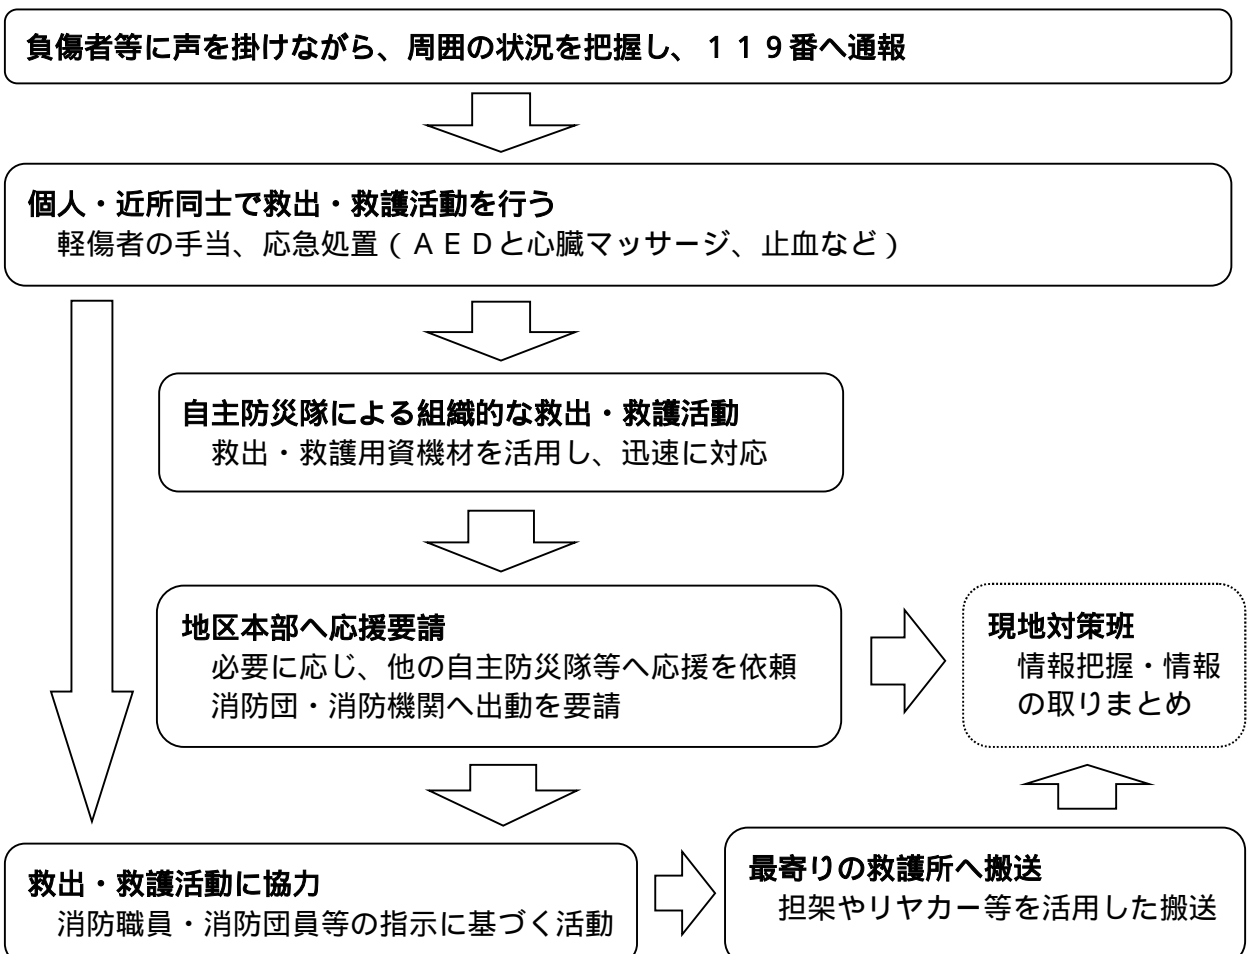 負傷者等に声を掛けながら、周囲の状況を把握し、１１９番へ通報
個人・近所同士で救出・救護活動を行う
軽傷者の手当、応急処置（ＡＥＤと心臓マッサージ、止血など）
自主防災隊による組織的な救出・救護活動
救出・救護用資機材を活用し、迅速に対応
地区本部へ応援要請
必要に応じ、他の自主防災隊等へ応援を依頼
消防団・消防機関へ出動を要請
現地対策班
情報把握・情報
の取りまとめ
救出・救護活動に協力
消防職員・消防団員等の指示に基づく活動
最寄りの救護所へ搬送
担架やリヤカー等を活用した搬送